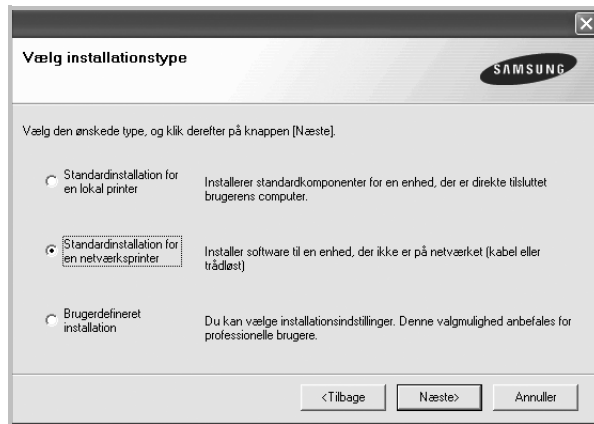 Vælg installationstype
SAMSUNG
Vælg den ønskede type, og klik derefter på knappen [Næste].
Standardinstallation for
en lokal printer
Installerer standardkomponenter for en enhed, der er direkte tilsluttet
brugerens computer.
Standardinstallation for
en netværksprinter
Installer software til en enhed, der ikke er på netværket (kabel eller
trådløst)
Brugerdefineret
installation
Du kan vælge installationsindstillinger. Denne valgmulighed anbefales for
professionelle brugere.
<Tilbage
Næste>
Annuller